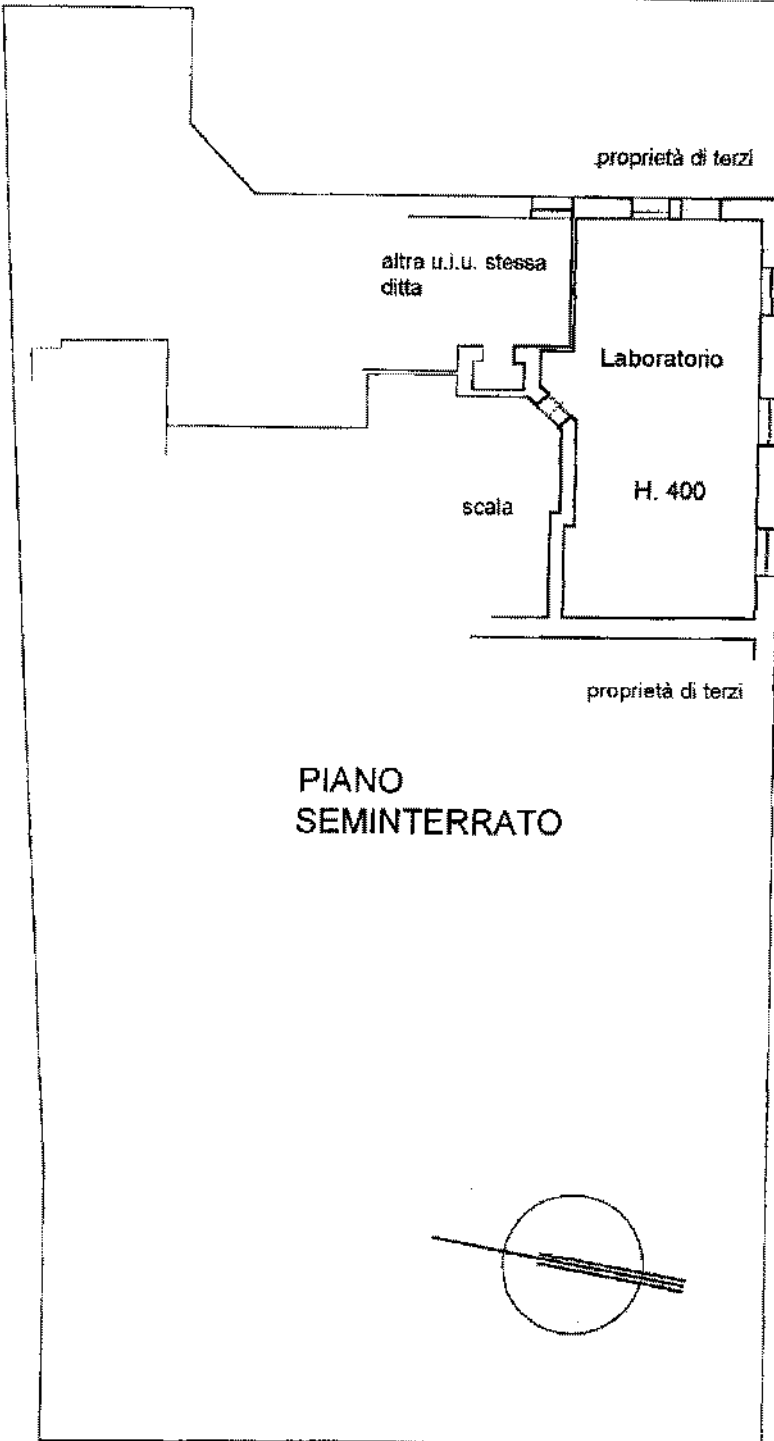 proprietà di terzi
altra u.i.u. stessa
ditta
Laboratorio
H. 400
scala
proprietà di terzi
PIANO
SEMINTERRATO